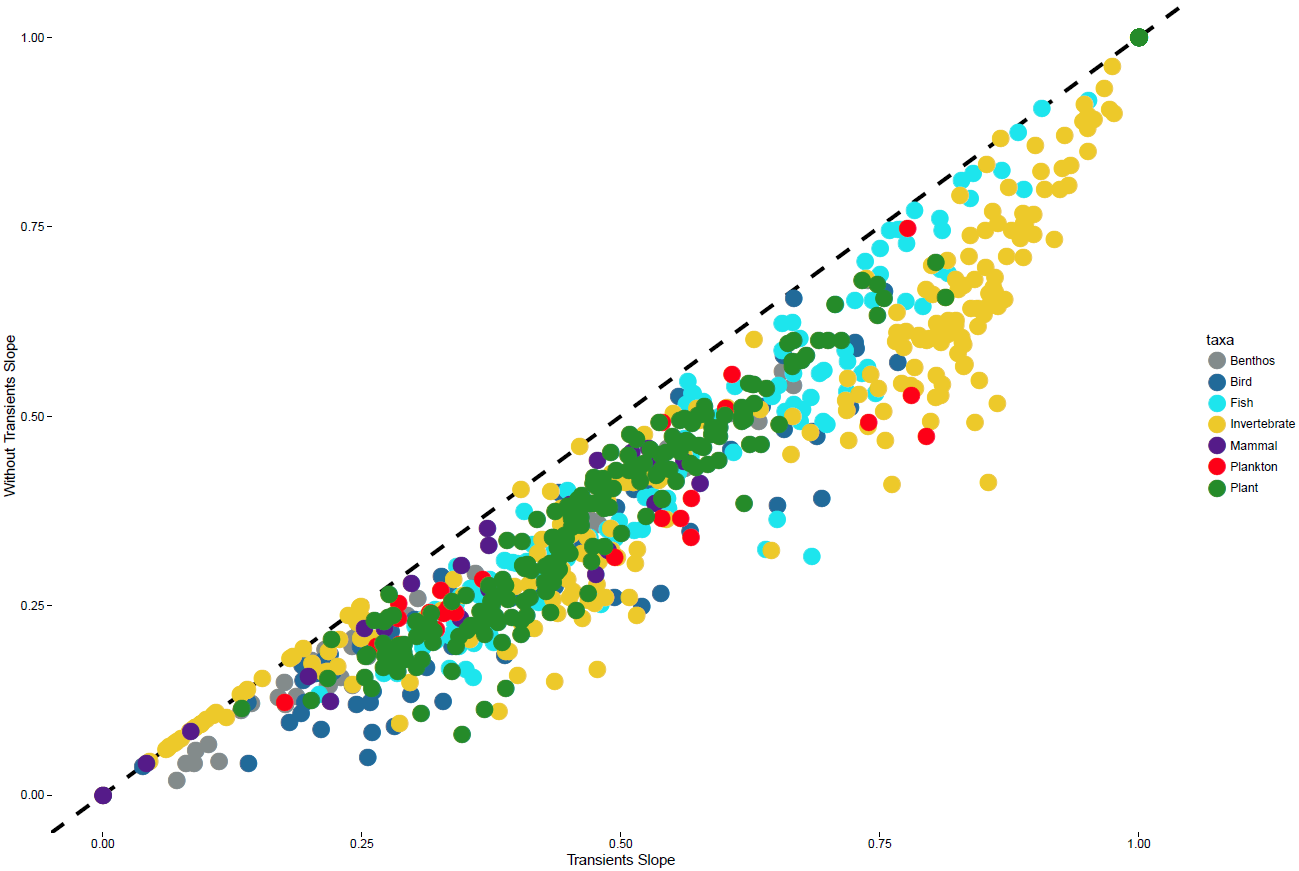 1.00
0.75
0.50
0.25
0.00
Without Transients Slope
0.00 0.25 0.50 0.75 1.00
Transients Slope
taxa
Benthos
Bird
Fish
Invertebrate
Mammal
Plankton
Plant